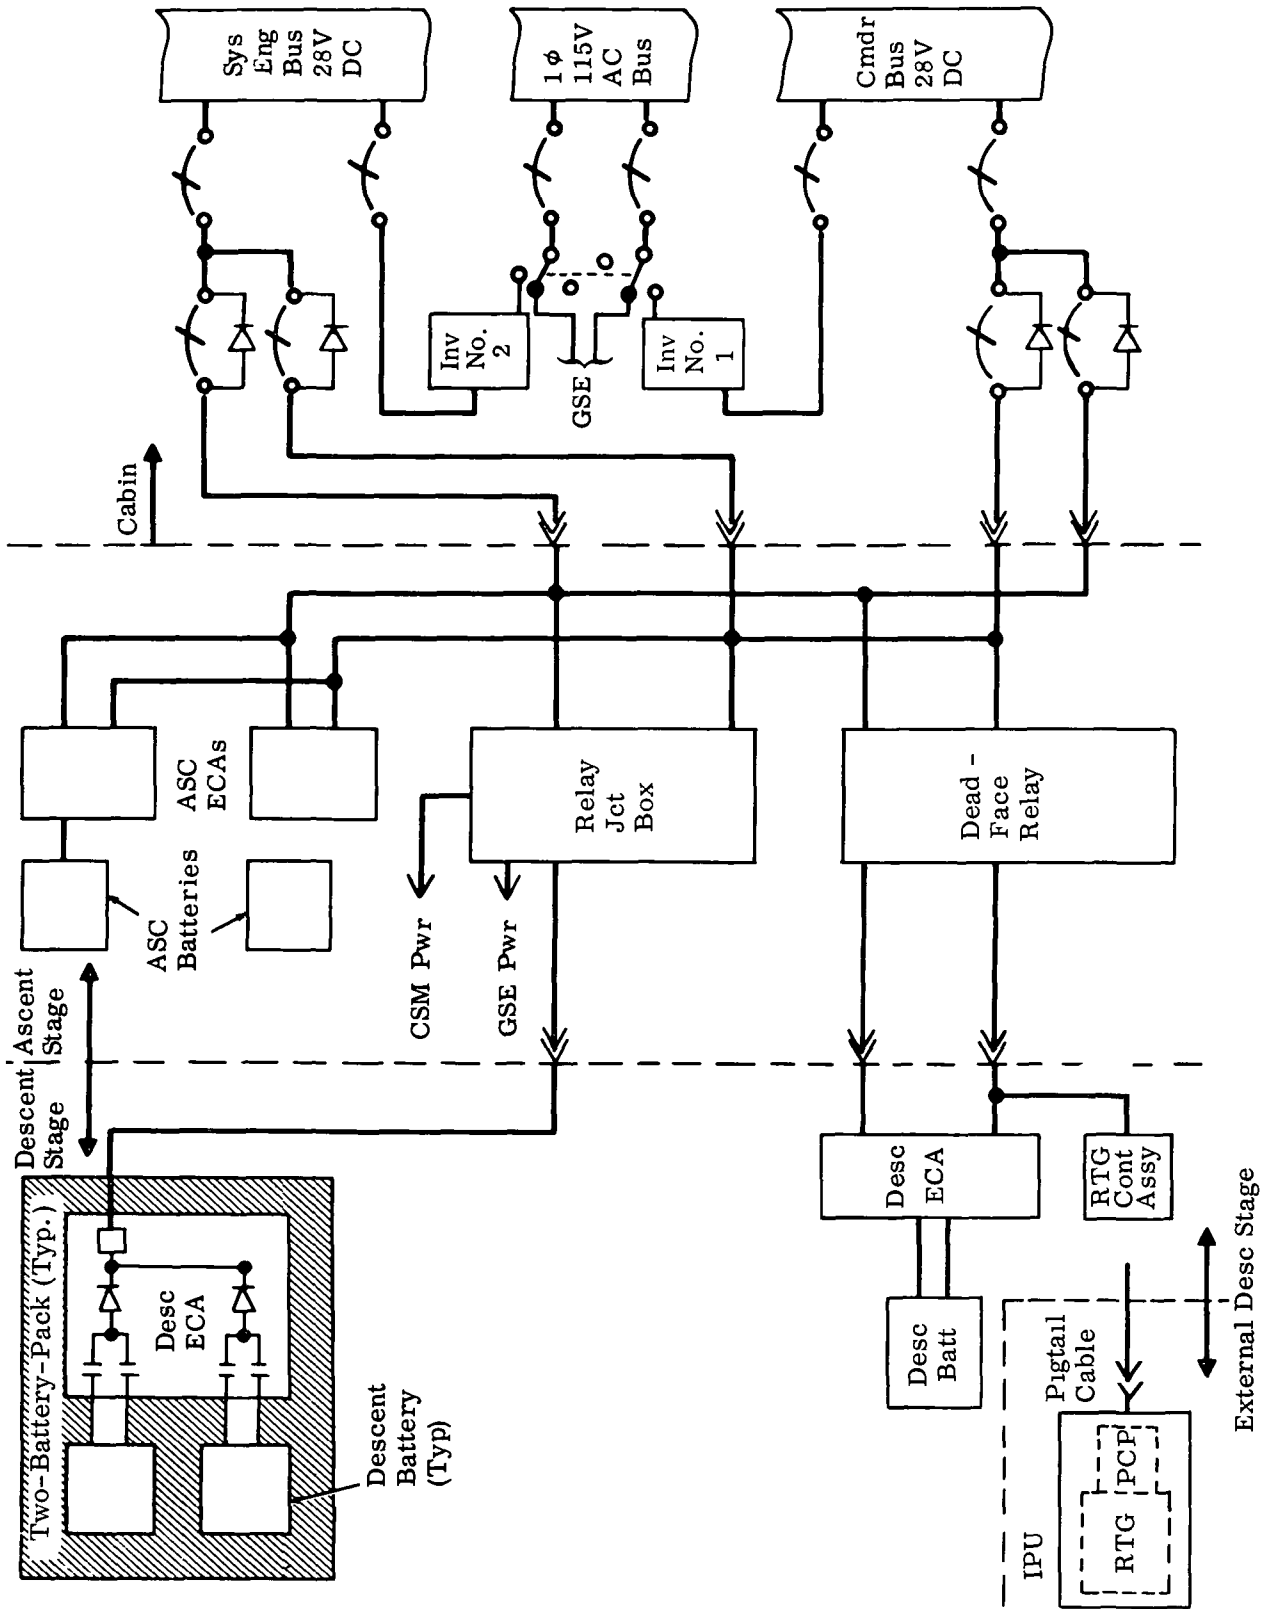 Sys
Eng
Bus
28V
DC
1ϕ
115V
AC
Bus
Cmdr
Bus
28V
DC
Inv
No.
2
GSE
Inv
No.
1
Cabin
ASC
ECAs
Relay
Jct
Box
Dead-
Face
Relay
ASC
Batteries
CSM Pwr
GSE Pwr
Ascent
Stage
Descent
Stage
Two-Battery-Pack (Typ.)
Desc
ECA
Descent
Battery
(Typ)
Desc
ECA
RTG
Cont
Assy
Desc
Batt
Pigtail
Cable
External Desc Stage
IPU
RTG
PCP